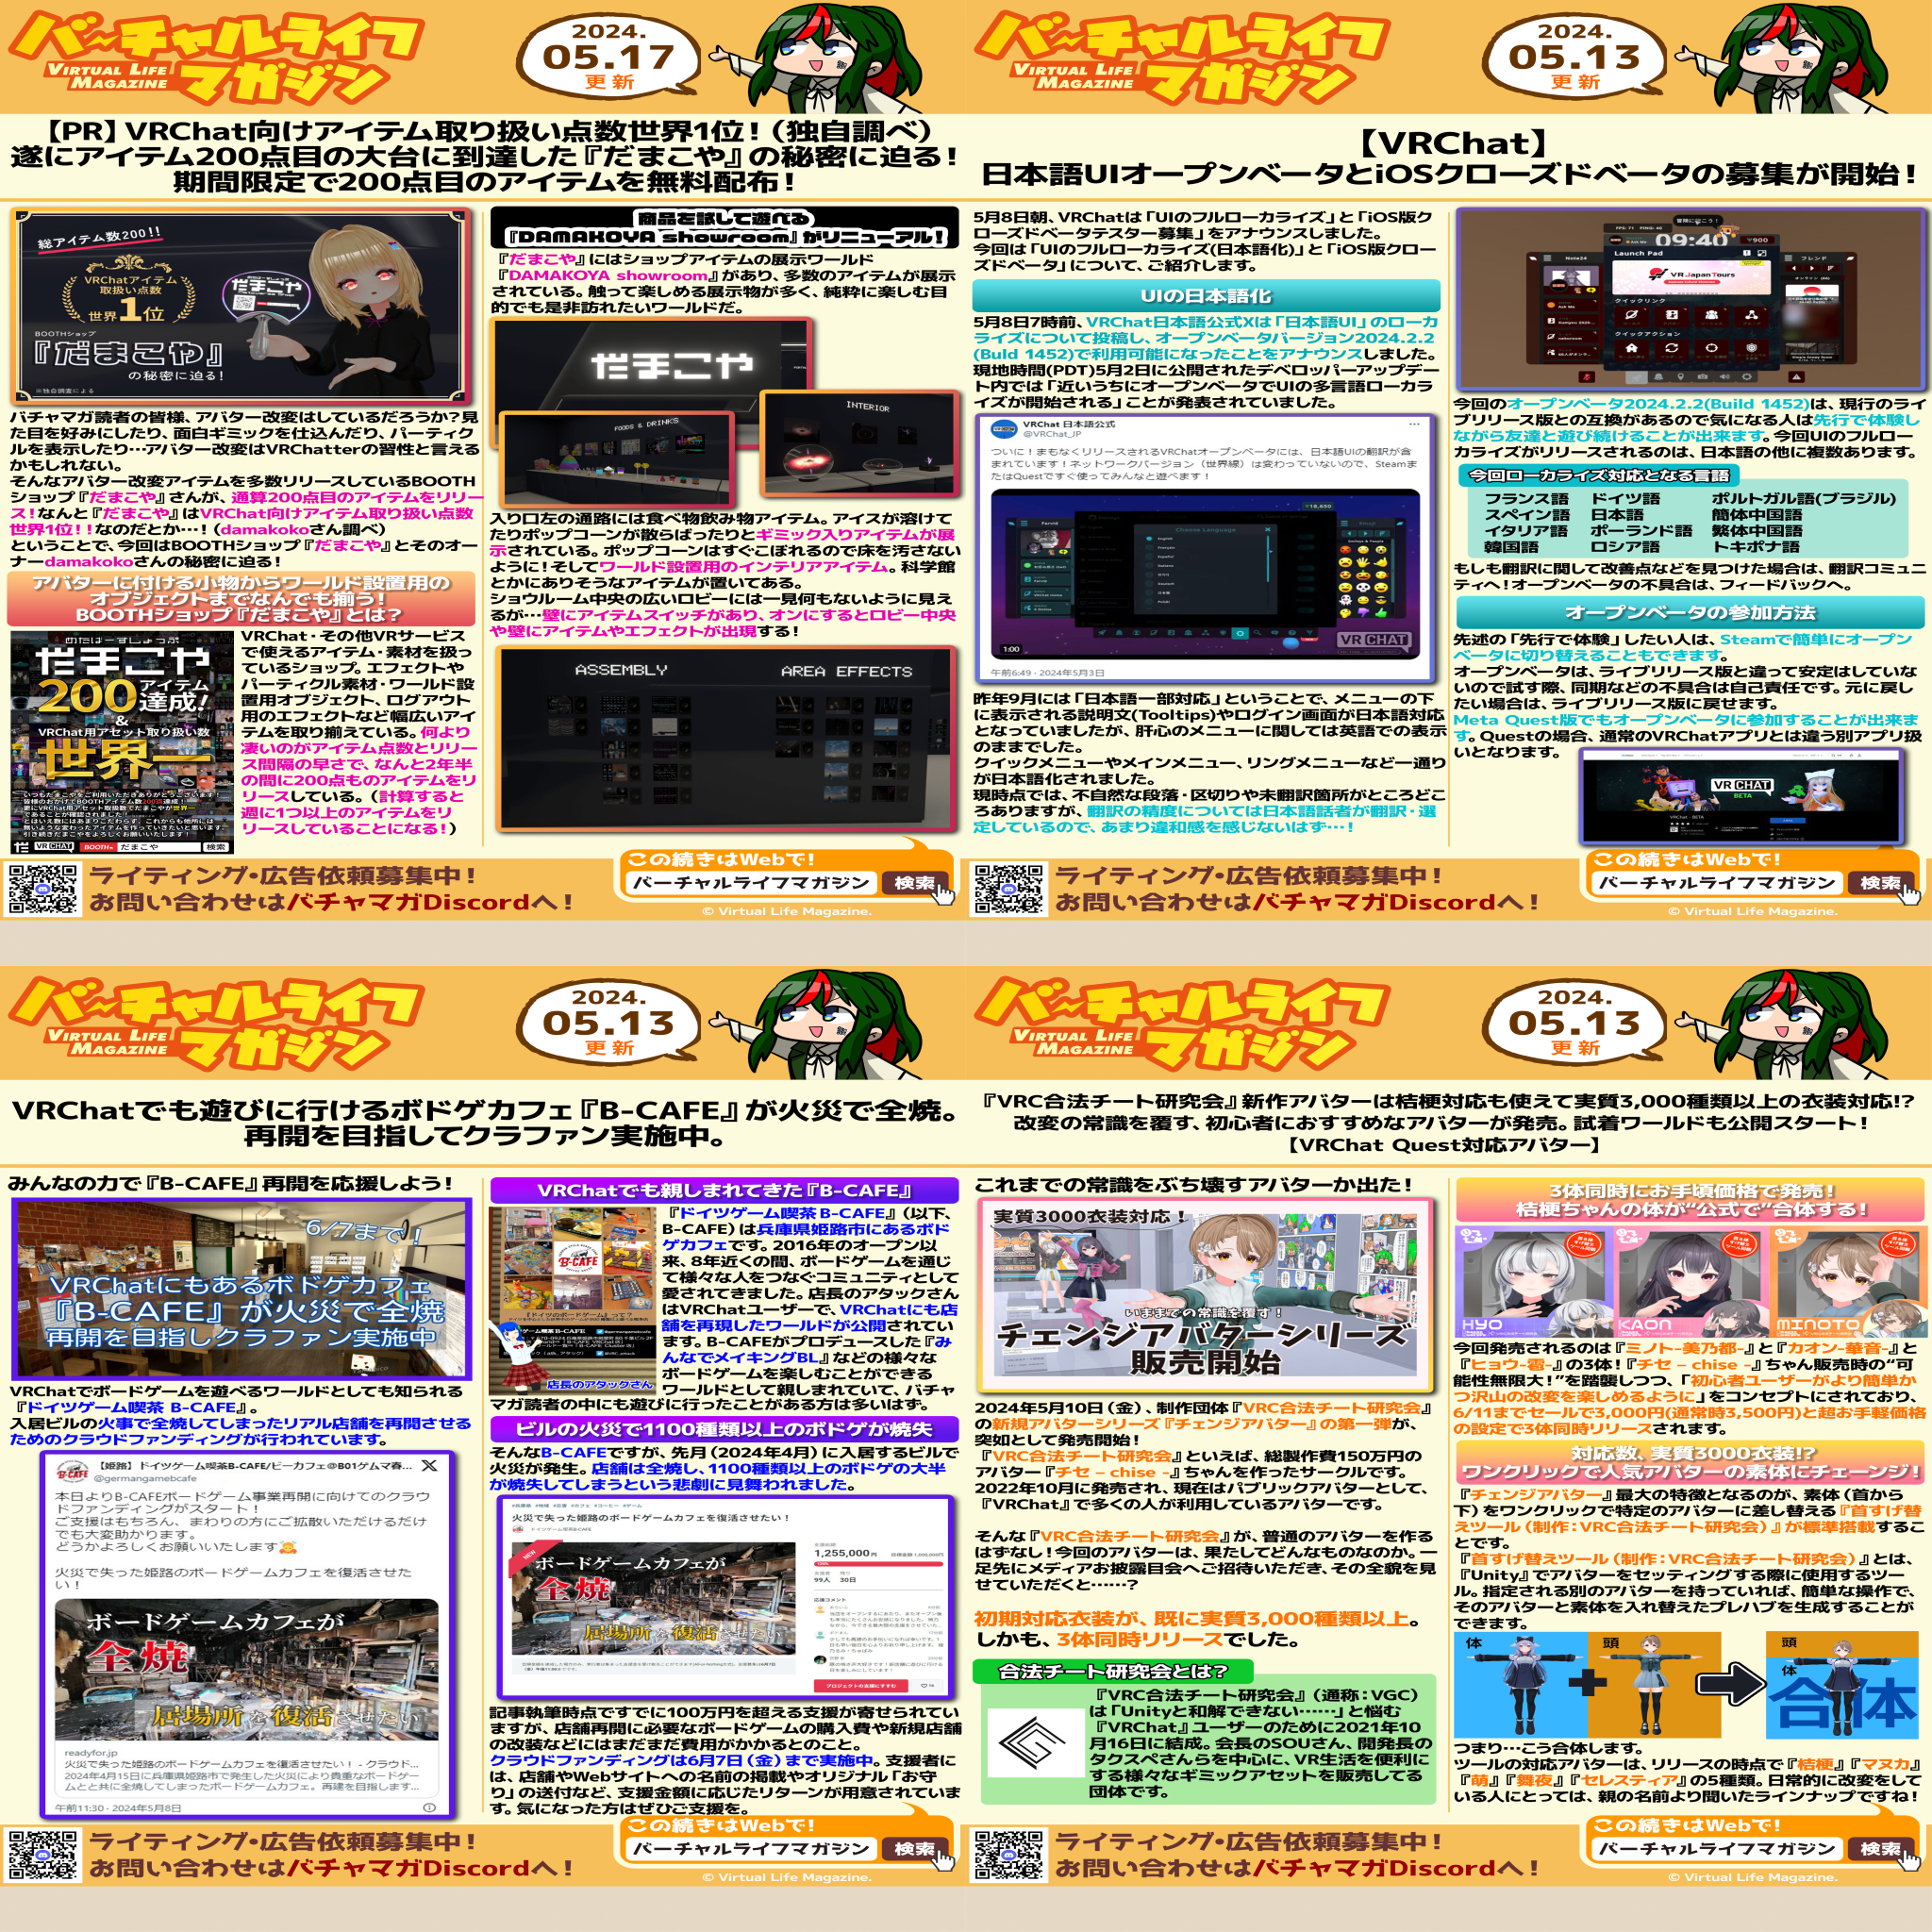 バーチャルライフ
マガジン
VIRTUAL LIFE
MAGAZINE
2024.
05.17
更新
【PR】VRChat向けアイテム取り扱い点数世界1位！（独自調べ）
遂にアイテム200点目の大台に到達した『だまこや』の秘密に迫る！
期間限定で200点目のアイテムを無料配布！
総アイテム数200!!
VRChatアイテム
取扱い点数
世界1位
だまこや
BOOTHショップ
『だまこや』
の秘密に迫る!
※独自調査による
バチャマガ読者の皆様、アバター改変はしているだろうか？見
た目を好みにしたり、面白ギミックを仕込んだり、パーティク
ルを表示したり…アバター改変はVRChatterの習性と言える
かもしれない。
そんなアバター改変アイテムを多数リリースしているBOOTH
ショップ『だまこや』さんが、通算200点目のアイテムをリリー
ス！なんと『だまこや』はVRChat向けアイテム取り扱い点数
世界1位！！なのだとか…！（damakokoさん調べ）
ということで、今回はBOOTHショップ『だまこや』とそのオー
ナーdamakokoさんの秘密に迫る！
アバターに付ける小物からワールド設置用の
オブジェクトまでなんでも揃う！
BOOTHショップ『だまこや』とは？
だまこや
200アイテム
達成!
&
VRChat用アセット取り扱い数
世界一
VRCHAT
BOOTH
だまこや
検索
VRChat・その他VRサービス
で使えるアイテム・素材を扱っ
ているショップ。エフェクトや
パーティクル素材・ワールド設
置用オブジェクト、ログアウト
用のエフェクトなど幅広いアイ
テムを取り揃えている。何より
凄いのがアイテム点数とリリー
ス間隔の早さで、なんと2年半
の間に200点ものアイテムをリ
リースしている。（計算すると
週に1つ以上のアイテムをリ
リースしていることになる！）
商品を試して遊べる
『DAMAKOYA showroom』がリニューアル！
『だまこや』にはショップアイテムの展示ワールド
『DAMAKOYA showroom』があり、多数のアイテムが展示
されている。触って楽しめる展示物が多く、純粋に楽しむ目
的でも是非訪れたいワールドだ。
だまこや
FOODS & DRINKS
INTERIOR
入り口左の通路には食べ物飲み物アイテム。アイスが溶けて
たりポップコーンが散らばったりとギミック入りアイテムが展
示されている。ポップコーンはすぐこぼれるので床を汚さない
ように！そしてワールド設置用のインテリアアイテム。科学館
とかにありそうなアイテムが置いてある。
ショウルーム中央の広いロビーには一見何もないように見え
るが…壁にアイテムスイッチがあり、オンにするとロビー中央
や壁にアイテムやエフェクトが出現する！
ASSEMBLY
AREA EFFECTS
ライティング・広告依頼募集中！
お問い合わせはバチャマガDiscordへ！
この続きはWebで！
バーチャルライフマガジン
検索
© Virtual Life Magazine.
バーチャルライフ
マガジン
VIRTUAL LIFE
MAGAZINE
2024.
05.13
更新
【VRChat】
日本語UIオープンベータとiOSクローズドベータの募集が開始！
5月8日朝、VRChatは「UIのフルローカライズ」と「iOS版ク
ローズドベータテスター募集」をアナウンスしました。
今回は「UIのフルローカライズ(日本語化)」と「iOS版クロー
ズドベータ」について、ご紹介します。
UIの日本語化
5月8日7時前、VRChat日本語公式Xは「日本語UI」のローカ
ライズについて投稿し、オープンベータバージョン2024.2.2
(Buld 1452)で利用可能になったことをアナウンスしました。
現地時間(PDT)5月2日に公開されたデベロッパーアップデー
ト内では「近いうちにオープンベータでUIの多言語ローカラ
イズが開始される」ことが発表されていました。
VRChat 日本語公式
@VRChat_JP
ついに！まもなくリリースされるVRChatオープンベータには、日本語UIの翻訳が含
まれています！ネットワークバージョン（世界線）は変わっていないので、Steamま
たはQuestですぐ使ってみんなと遊べます！
Choose Language
1:00
VRCHAT
午前6:49 · 2024年5月3日
昨年9月には「日本語一部対応」ということで、メニューの下
に表示される説明文(Tooltips)やログイン画面が日本語対応
となっていましたが、肝心のメニューに関しては英語での表示
のままでした。
クイックメニューやメインメニュー、リングメニューなど一通り
が日本語化されました。
現時点では、不自然な段落・区切りや未翻訳箇所がところどこ
ろありますが、翻訳の精度については日本語話者が翻訳・選
定しているので、あまり違和感を感じないはず…！
09:40
Launch Pad
VR Japan Tours
クイックリンク
クイックアクション
フレンド
今回のオープンベータ2024.2.2(Build 1452)は、現行のライ
ブリリース版との互換があるので気になる人は先行で体験し
ながら友達と遊び続けることが出来ます。今回UIのフルロー
カライズがリリースされるのは、日本語の他に複数あります。
今回ローカライズ対応となる言語
フランス語 ドイツ語 ポルトガル語(ブラジル)
スペイン語 日本語 簡体中国語
イタリア語 ポーランド語 繁体中国語
韓国語 ロシア語 トキポナ語
もしも翻訳に関して改善点などを見つけた場合は、翻訳コミュニ
ティへ！オープンベータの不具合は、フィードバックへ。
オープンベータの参加方法
先述の「先行で体験」したい人は、Steamで簡単にオープン
ベータに切り替えることもできます。
オープンベータは、ライブリリース版と違って安定はしていな
いので試す際、同期などの不具合は自己責任です。元に戻し
たい場合は、ライブリリース版に戻せます。
Meta Quest版でもオープンベータに参加することが出来ま
す。Questの場合、通常のVRChatアプリとは違う別アプリ扱
いとなります。
VRCHAT
BETA
ライティング・広告依頼募集中！
お問い合わせはバチャマガDiscordへ！
この続きはWebで！
バーチャルライフマガジン
検索
© Virtual Life Magazine.
バーチャルライフ
マガジン
VIRTUAL LIFE
MAGAZINE
2024.
05.13
更新
VRChatでも遊びに行けるボドゲカフェ『B-CAFE』が火災で全焼。
再開を目指してクラファン実施中。
みんなの力で『B-CAFE』再開を応援しよう！
6/7まで！
VRChatにもあるボドゲカフェ
『B-CAFE』が火災で全焼
再開を目指しクラファン実施中
VRChatでボードゲームを遊べるワールドとしても知られる
『ドイツゲーム喫茶 B-CAFE』。
入居ビルの火事で全焼してしまったリアル店舗を再開させる
ためのクラウドファンディングが行われています。
【姫路】ドイツゲーム喫茶B-CAFE/ビーカフェ@B01ゲムマ春...
@germangamebcafe
本日よりB-CAFEボードゲーム事業再開に向けてのクラウ
ドファンディングがスタート！
ご支援はもちろん、まわりの方にご拡散いただけるだけ
でも大変助かります。
どうかよろしくお願いいたします
火災で失った姫路のボードゲームカフェを復活させた
い！
ボードゲームカフェが
全焼
居場所を復活させたい
readyfor.jp
火災で失った姫路のボードゲームカフェを復活させたい！ - クラウド...
2024年4月15日に兵庫県姫路市で発生した火災により貴重なボードゲー
ムとと共に全焼してしまったボードゲームカフェ。再建を目指します...
午前11:30 · 2024年5月8日
VRChatでも親しまれてきた『B-CAFE』
B-CAFE
店長のアタックさん
『ドイツゲーム喫茶 B-CAFE』（以下、
B-CAFE）は兵庫県姫路市にあるボド
ゲカフェです。2016年のオープン以
来、8年近くの間、ボードゲームを通じ
て様々な人をつなぐコミュニティとして
愛されてきました。店長のアタックさん
はVRChatユーザーで、VRChatにも店
舗を再現したワールドが公開されてい
ます。B-CAFEがプロデュースした『み
んなでメイキングBL』などの様々な
ボードゲームを楽しむことができる
ワールドとして親しまれていて、バチャ
マガ読者の中にも遊びに行ったことがある方も多いはず。
ビルの火災で1100種類以上のボドゲが焼失
そんなB-CAFEですが、先月（2024年4月）に入居するビルで
火災が発生。店舗は全焼し、1100種類以上のボドゲの大半
が焼失してしまうという悲劇に見舞われました。
火災で失った姫路のボードゲームカフェを復活させたい！
ボードゲームカフェが
全焼
居場所を復活させたい
1,255,000円
99人 30日
プロジェクトの支援にすすむ
記事執筆時点ですでに100万円を超える支援が寄せられてい
ますが、店舗再開に必要なボードゲームの購入費や新規店舗
の改装などにはまだまだ費用がかかるとのこと。
クラウドファンディングは6月7日（金）まで実施中。支援者に
は、店舗やWebサイトへの名前の掲載やオリジナル「お守
り」の送付など、支援金額に応じたリターンが用意されていま
す。気になった方はぜひご支援を。
ライティング・広告依頼募集中！
お問い合わせはバチャマガDiscordへ！
この続きはWebで！
バーチャルライフマガジン
検索
© Virtual Life Magazine.
バーチャルライフ
マガジン
VIRTUAL LIFE
MAGAZINE
2024.
05.13
更新
『VRC合法チート研究会』新作アバターは桔梗対応も使えて実質3,000種類以上の衣装対応!?
改変の常識を覆す、初心者におすすめなアバターが発売。試着ワールドも公開スタート！
【VRChat Quest対応アバター】
これまでの常識をぶち壊すアバターか出た！
実質3000衣装対応！
いままでの常識を覆す！
チェンジアバターシリーズ
販売開始
2024年5月10日（金）、制作団体『VRC合法チート研究会』
の新規アバターシリーズ『チェンジアバター』の第一弾が、
突如として発売開始！
『VRC合法チート研究会』といえば、総製作費150万円の
アバター『チセ – chise -』ちゃんを作ったサークルです。
2022年10月に発売され、現在はパブリックアバターとして、
『VRChat』で多くの人が利用しているアバターです。
そんな『VRC合法チート研究会』が、普通のアバターを作る
はずなし！今回のアバターは、果たしてどんなものなのか。一
足先にメディアお披露目会へご招待いただき、その全貌を見
せていただくと……？
初期対応衣装が、既に実質3,000種類以上。
しかも、3体同時リリースでした。
合法チート研究会とは？
『VRC合法チート研究会』（通称：VGC）
は「Unityと和解できない……」と悩む
『VRChat』ユーザーのために2021年10
月16日に結成。会長のSOUさん、開発長の
タクスペさんらを中心に、VR生活を便利に
する様々なギミックアセットを販売してる
団体です。
3体同時にお手頃価格で発売！
桔梗ちゃんの体が“公式で”合体する！
HYO
KAON
MINOTO
今回発売されるのは『ミノト-美乃都-』と『カオン-華音-』と
『ヒョウ-雹-』の3体！『チセ – chise -』ちゃん販売時の“可
能性無限大！”を踏襲しつつ、「初心者ユーザーがより簡単か
つ沢山の改変を楽しめるように」をコンセプトにされており、
6/11までセールで3,000円(通常時3,500円)と超お手軽価格
の設定で3体同時リリースされます。
対応数、実質3000衣装!?
ワンクリックで人気アバターの素体にチェーンジ！
『チェンジアバター』最大の特徴となるのが、素体（首から
下）をワンクリックで特定のアバターに差し替える『首すげ替
えツール（制作：VRC合法チート研究会）』が標準搭載するこ
とです。
『首すげ替えツール（制作：VRC合法チート研究会）』とは、
『Unity』でアバターをセッティングする際に使用するツー
ル。指定される別のアバターを持っていれば、簡単な操作で、
そのアバターと素体を入れ替えたプレハブを生成することが
できます。
体
頭
頭
体
合体
つまり…こう合体します。
ツールの対応アバターは、リリースの時点で『桔梗』『マヌカ』
『萌』『舞夜』『セレスティア』の5種類。日常的に改変をして
いる人にとっては、親の名前より聞いたラインナップですね！
ライティング・広告依頼募集中！
お問い合わせはバチャマガDiscordへ！
この続きはWebで！
バーチャルライフマガジン
検索
© Virtual Life Magazine.